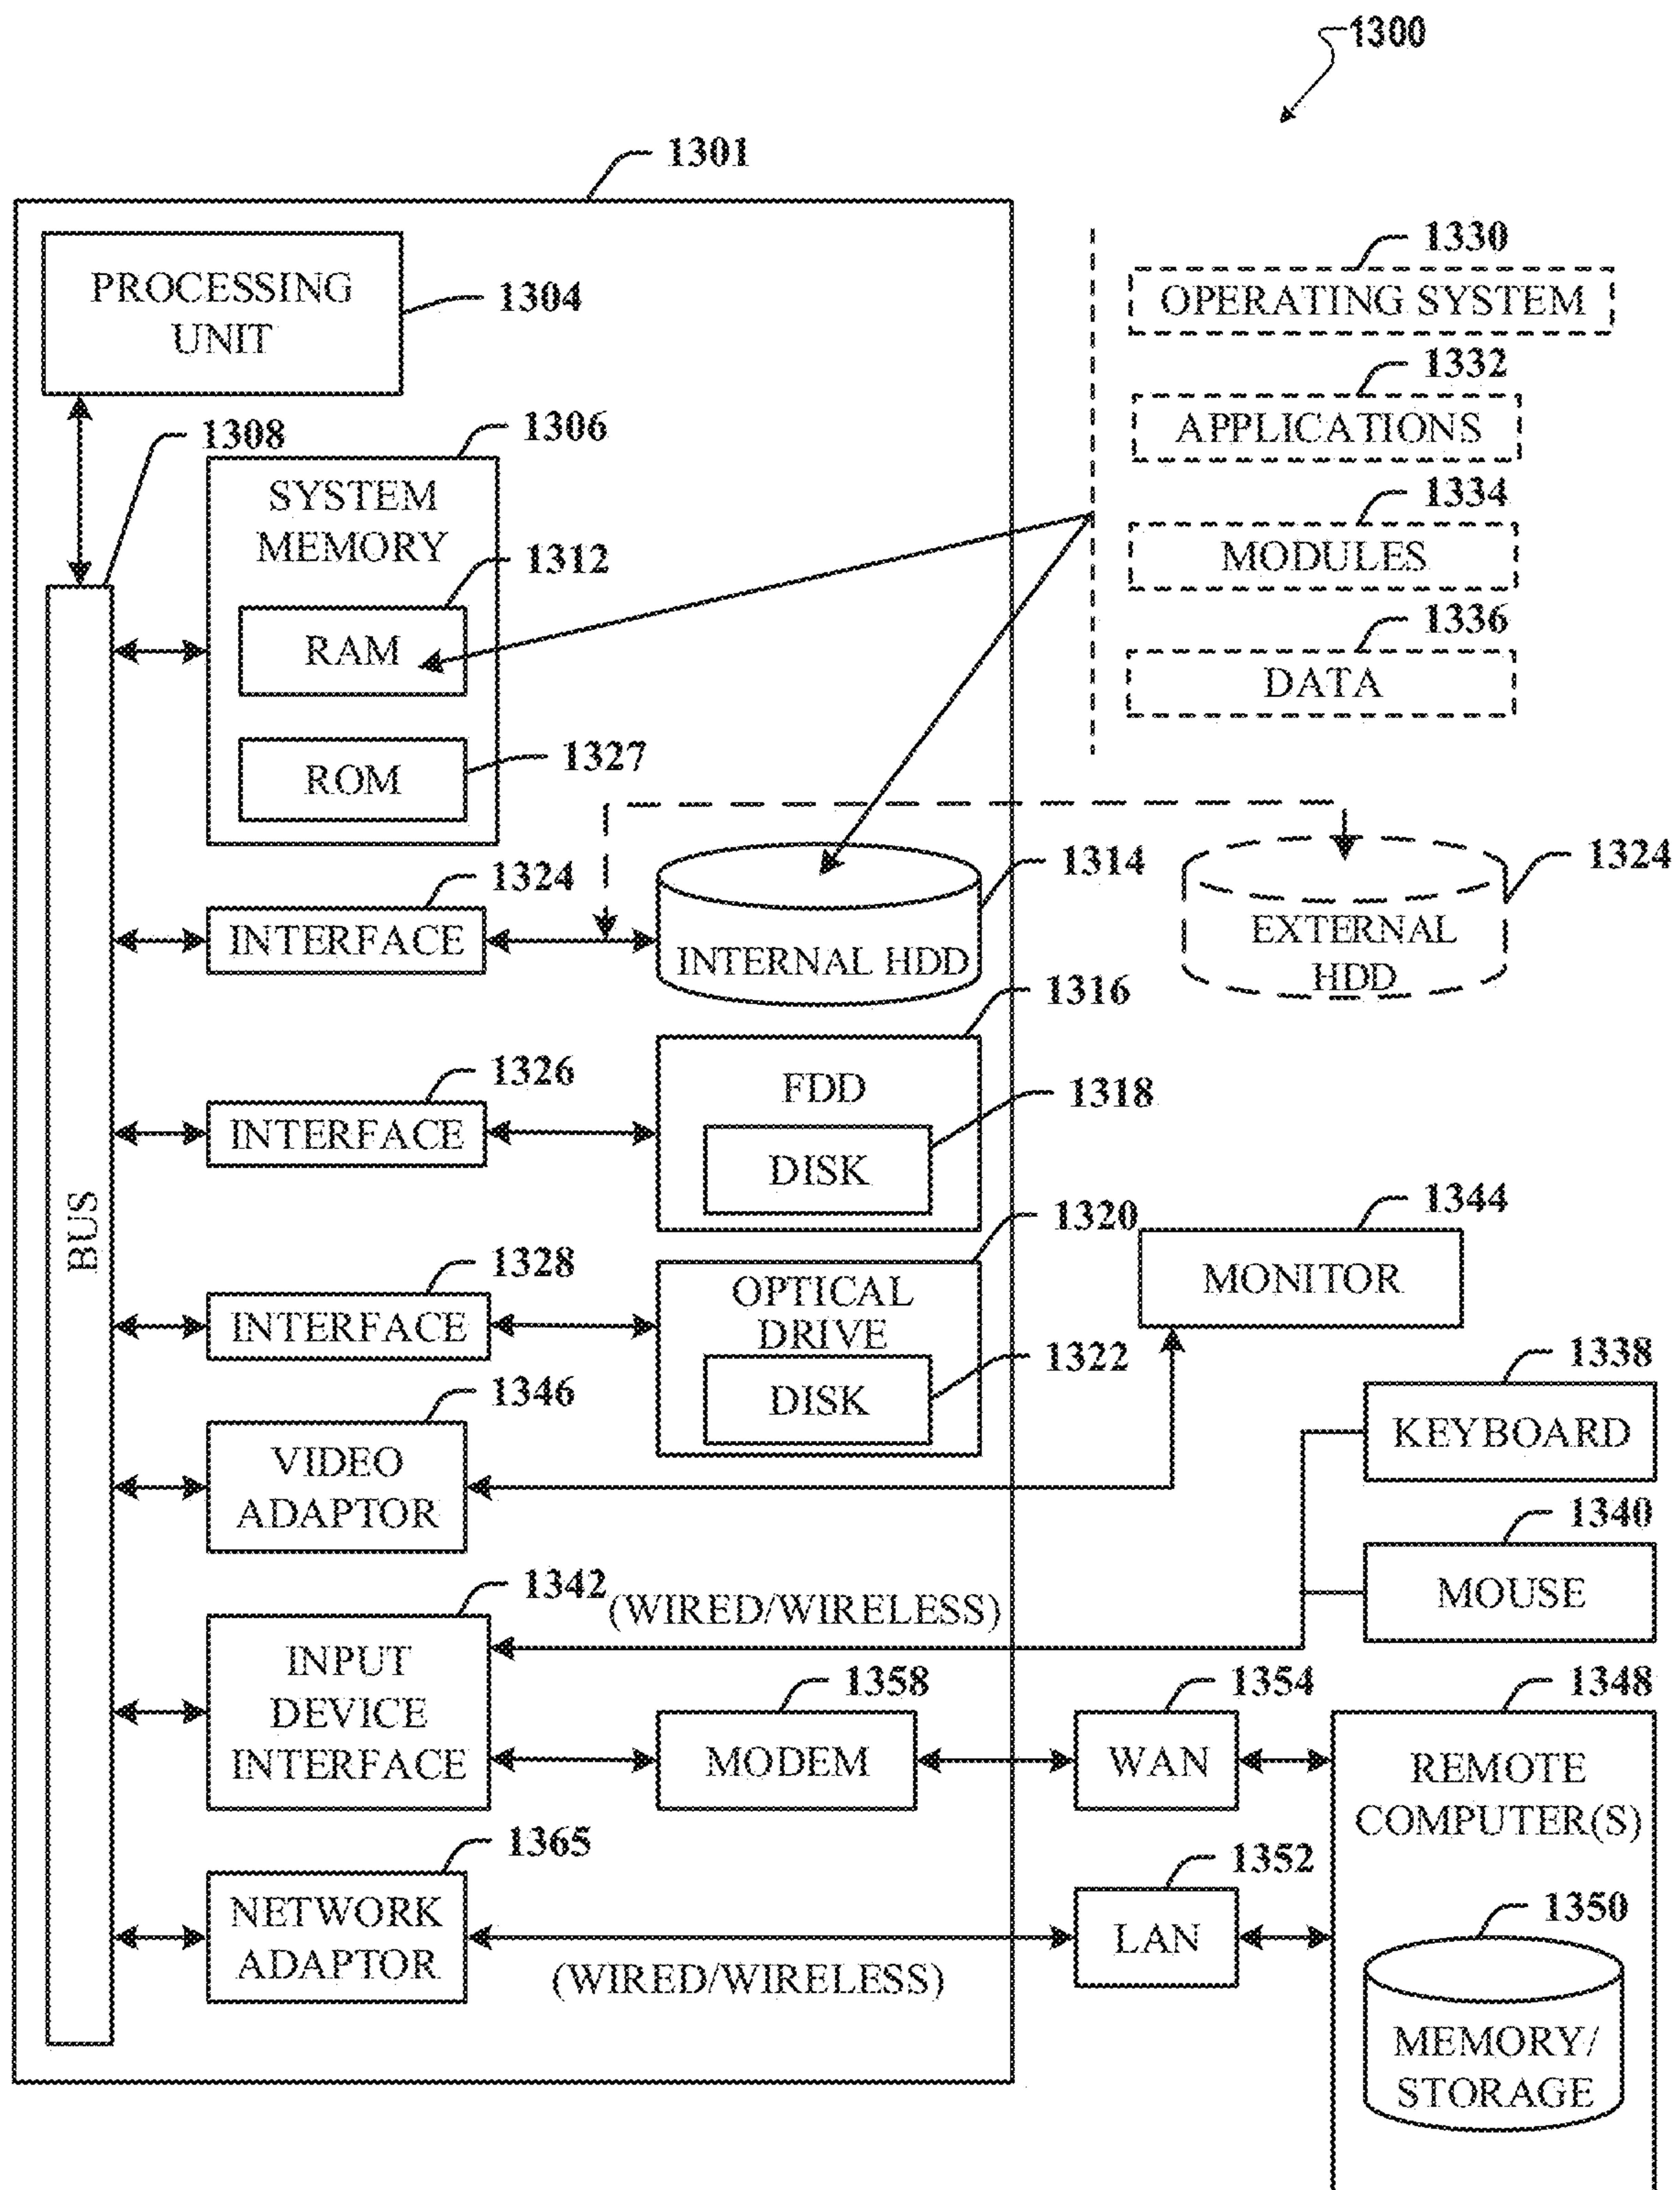 1300
1301
PROCESSING
UNIT
1304
1330
OPERATING SYSTEM
1332
APPLICATIONS
1334
MODULES
1336
DATA
1308
1306
SYSTEM
MEMORY
1312
RAM
1327
ROM
1324
INTERFACE
1314
INTERNAL HDD
1324
EXTERNAL
HDD
1316
1326
INTERFACE
FDD
1318
DISK
BUS
1328
INTERFACE
1320
OPTICAL
DRIVE
1322
DISK
1344
MONITOR
1338
KEYBOARD
1346
VIDEO
ADAPTOR
1340
MOUSE
1342
(WIRED/WIRELESS)
INPUT
DEVICE
INTERFACE
1358
MODEM
1354
WAN
1348
REMOTE
COMPUTER(S)
1365
NETWORK
ADAPTOR
(WIRED/WIRELESS)
1352
LAN
1350
MEMORY/
STORAGE